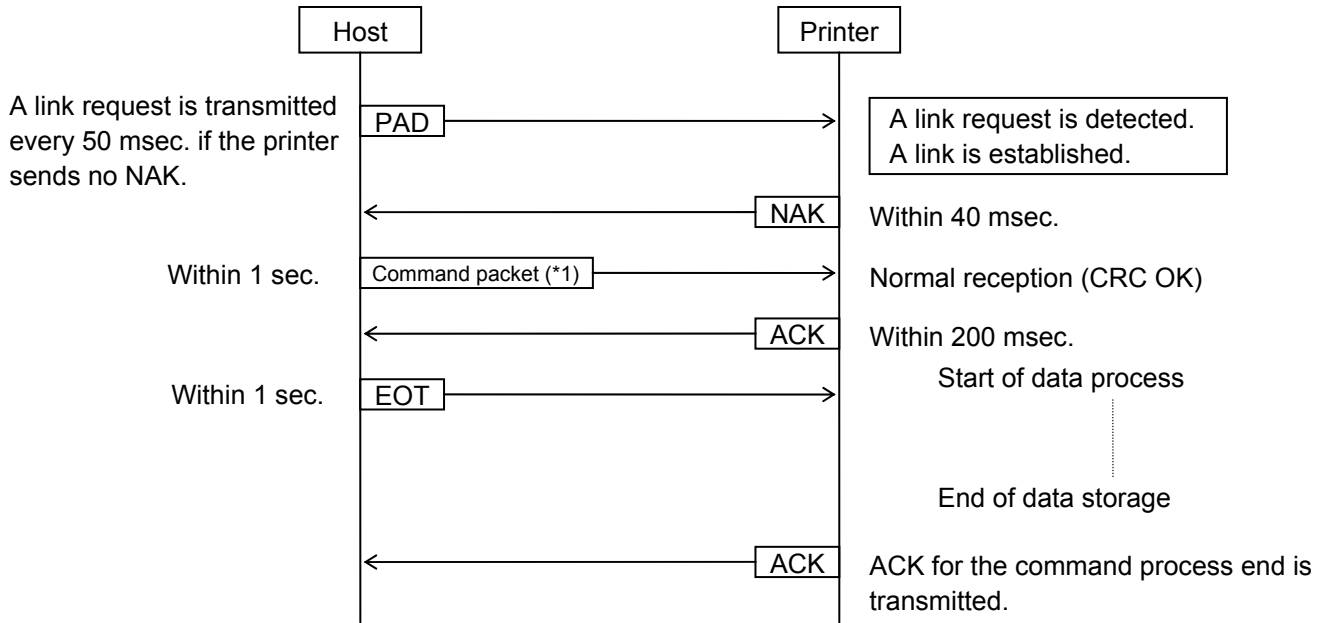 Host
Printer
A link request is transmitted
every 50 msec. if the printer
sends no NAK.
PAD
A link request is detected.
A link is established.
NAK
Within 40 msec.
Within 1 sec.
Command packet (*1)
Normal reception (CRC OK)
ACK
Within 200 msec.
Within 1 sec.
EOT
Start of data process
End of data storage
ACK
ACK for the command process end is
transmitted.